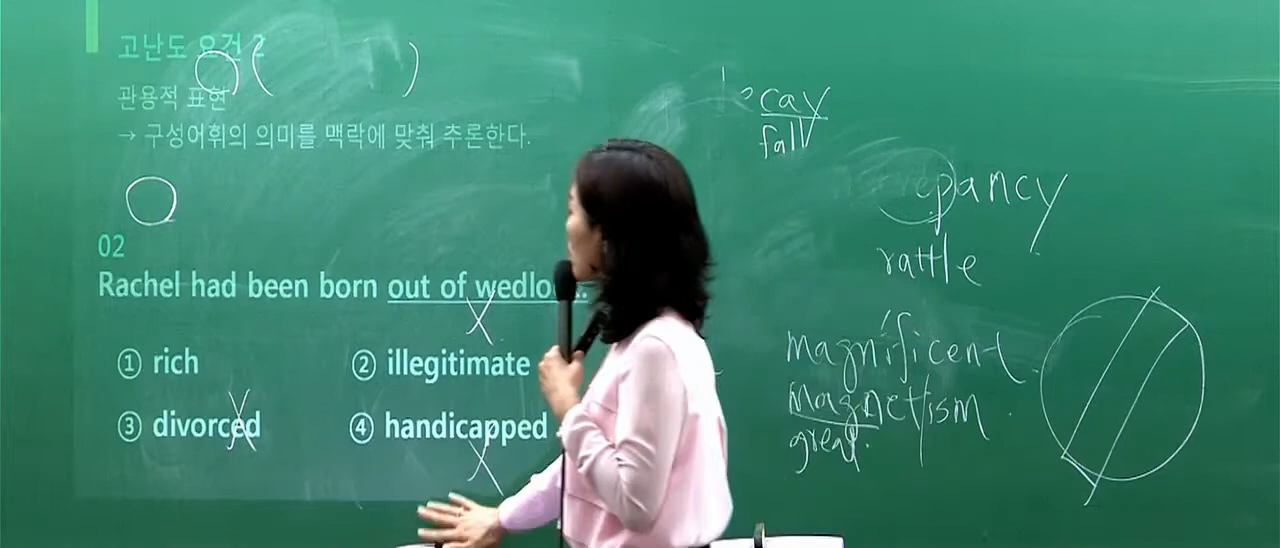 고난도 요건 2
관용적 표현
→ 구성어휘의 의미를 맥락에 맞춰 추론한다.
02
Rachel had been born out of
① rich
② illegitimate
③ divorced
④ handicapped
cay
fall
pancy
rattle
magnificent
magnetism
great